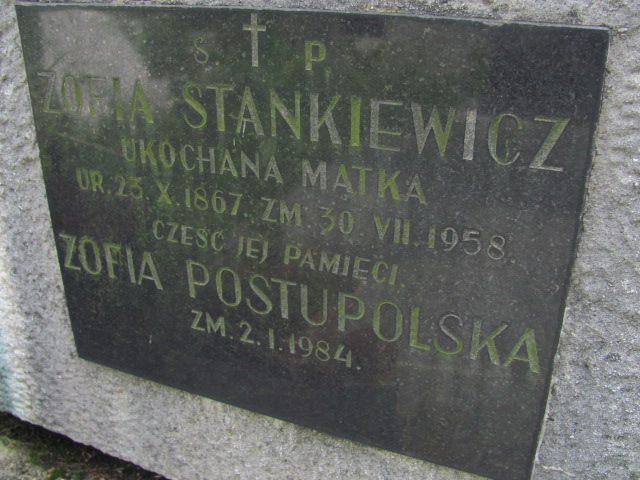 S. P.
ZOFIA STANKIEWICZ
UKOCHANA MATKA
UR. 23. X. 1867. ZM. 30. VII. 1958.
CZEŚĆ JEJ PAMIĘCI.
ZOFIA POSTUPOLSKA
ZM. 2. I. 1984.